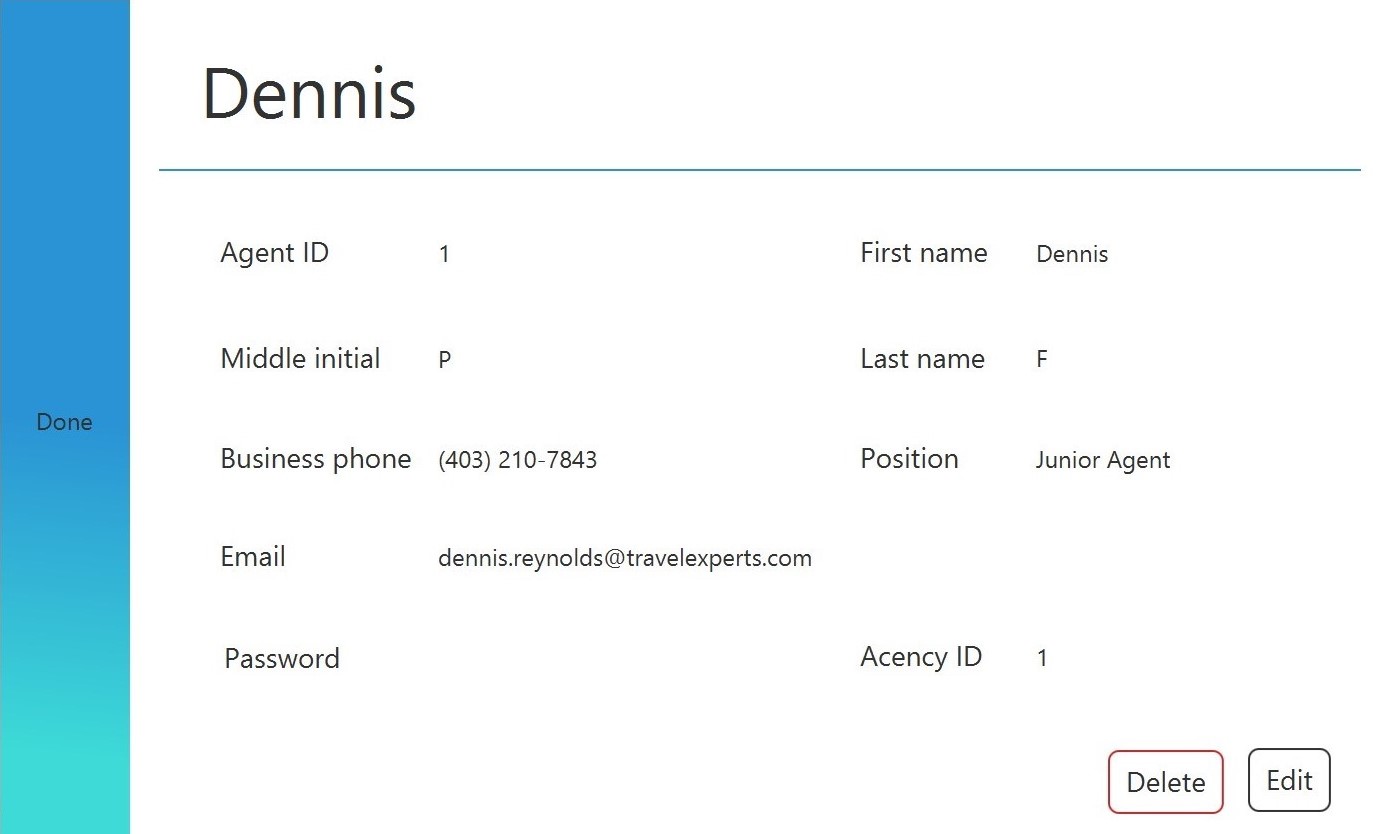 Dennis
Agent ID 1 First name Dennis
Middle initial P Last name F
Done
Business phone (403) 210-7843 Position Junior Agent
Email dennis.reynolds@travelexperts.com
Password Acency ID 1
Delete Edit